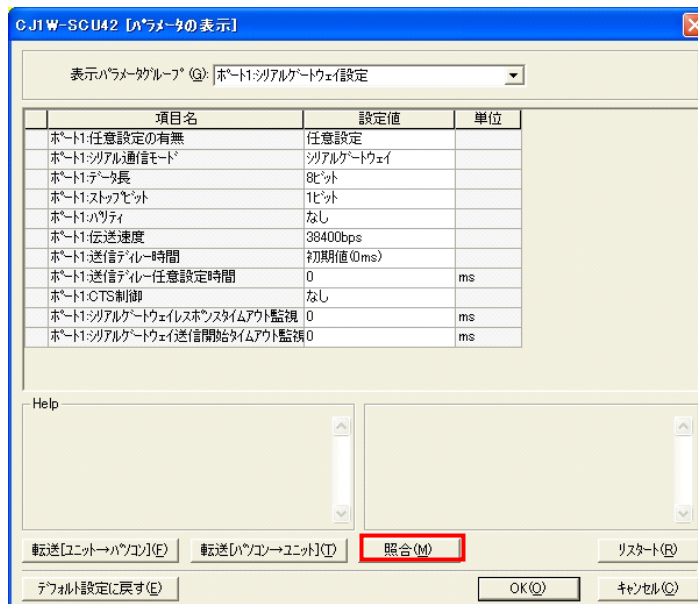 CJ1W-SCU42 [ﾊﾟﾗﾒｰﾀの表示]
表示ﾊﾟﾗﾒｰﾀｸﾞﾙｰﾌﾟ(G): ﾎﾟｰﾄ1:ｼﾘｱﾙｹﾞｰﾄｳｪｲ設定
項目名 設定値 単位
ﾎﾟｰﾄ1:任意設定の有無 任意設定
ﾎﾟｰﾄ1:ｼﾘｱﾙ通信ﾓｰﾄﾞ ｼﾘｱﾙｹﾞｰﾄｳｪｲ
ﾎﾟｰﾄ1:ﾃﾞｰﾀ長 8ﾋﾞｯﾄ
ﾎﾟｰﾄ1:ｽﾄｯﾌﾟﾋﾞｯﾄ 1ﾋﾞｯﾄ
ﾎﾟｰﾄ1:ﾊﾟﾘﾃｨ なし
ﾎﾟｰﾄ1:伝送速度 38400bps
ﾎﾟｰﾄ1:送信ﾃﾞｨﾚｰ時間 初期値(0ms)
ﾎﾟｰﾄ1:送信ﾃﾞｨﾚｰ任意設定時間 0 ms
ﾎﾟｰﾄ1:CTS制御 なし
ﾎﾟｰﾄ1:ｼﾘｱﾙｹﾞｰﾄｳｪｲﾚｽﾎﾟﾝｽﾀｲﾑｱｳﾄ監視 0 ms
ﾎﾟｰﾄ1:ｼﾘｱﾙｹﾞｰﾄｳｪｲ送信開始ﾀｲﾑｱｳﾄ監視 0 ms
Help
転送[ﾕﾆｯﾄ→ﾊﾟｿｺﾝ](F) 転送[ﾊﾟｿｺﾝ→ﾕﾆｯﾄ](T) 照合(M) ﾘｽﾀｰﾄ(R)
ﾃﾞﾌｫﾙﾄ設定に戻す(E) OK(O) ｷｬﾝｾﾙ(C)